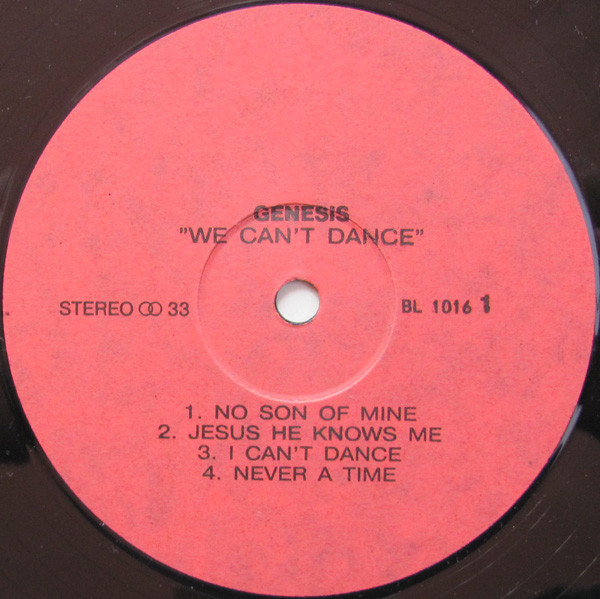 GENESIS
"WE CAN'T DANCE"
STEREO ꝏ 33
BL 1016 1
1. NO SON OF MINE
2. JESUS HE KNOWS ME
3. I CAN'T DANCE
4. NEVER A TIME